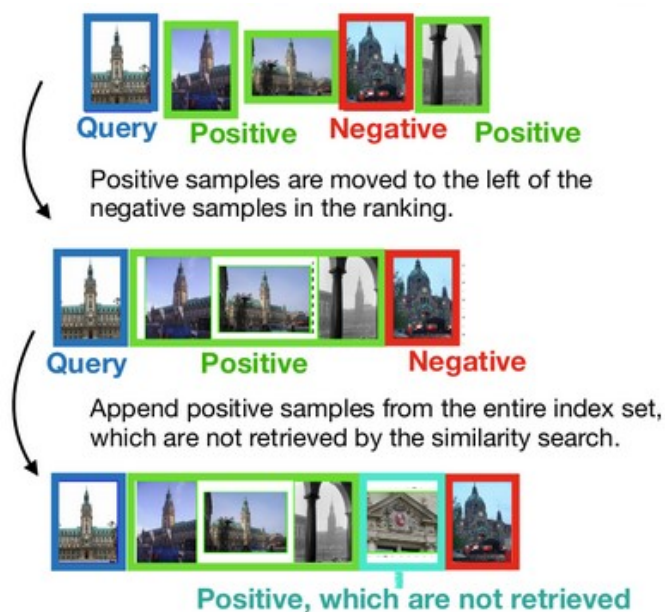 Query Positive Negative Positive
Positive samples are moved to the left of the
negative samples in the ranking.
Query Positive Negative
Append positive samples from the entire index set,
which are not retrieved by the similarity search.
Positive, which are not retrieved